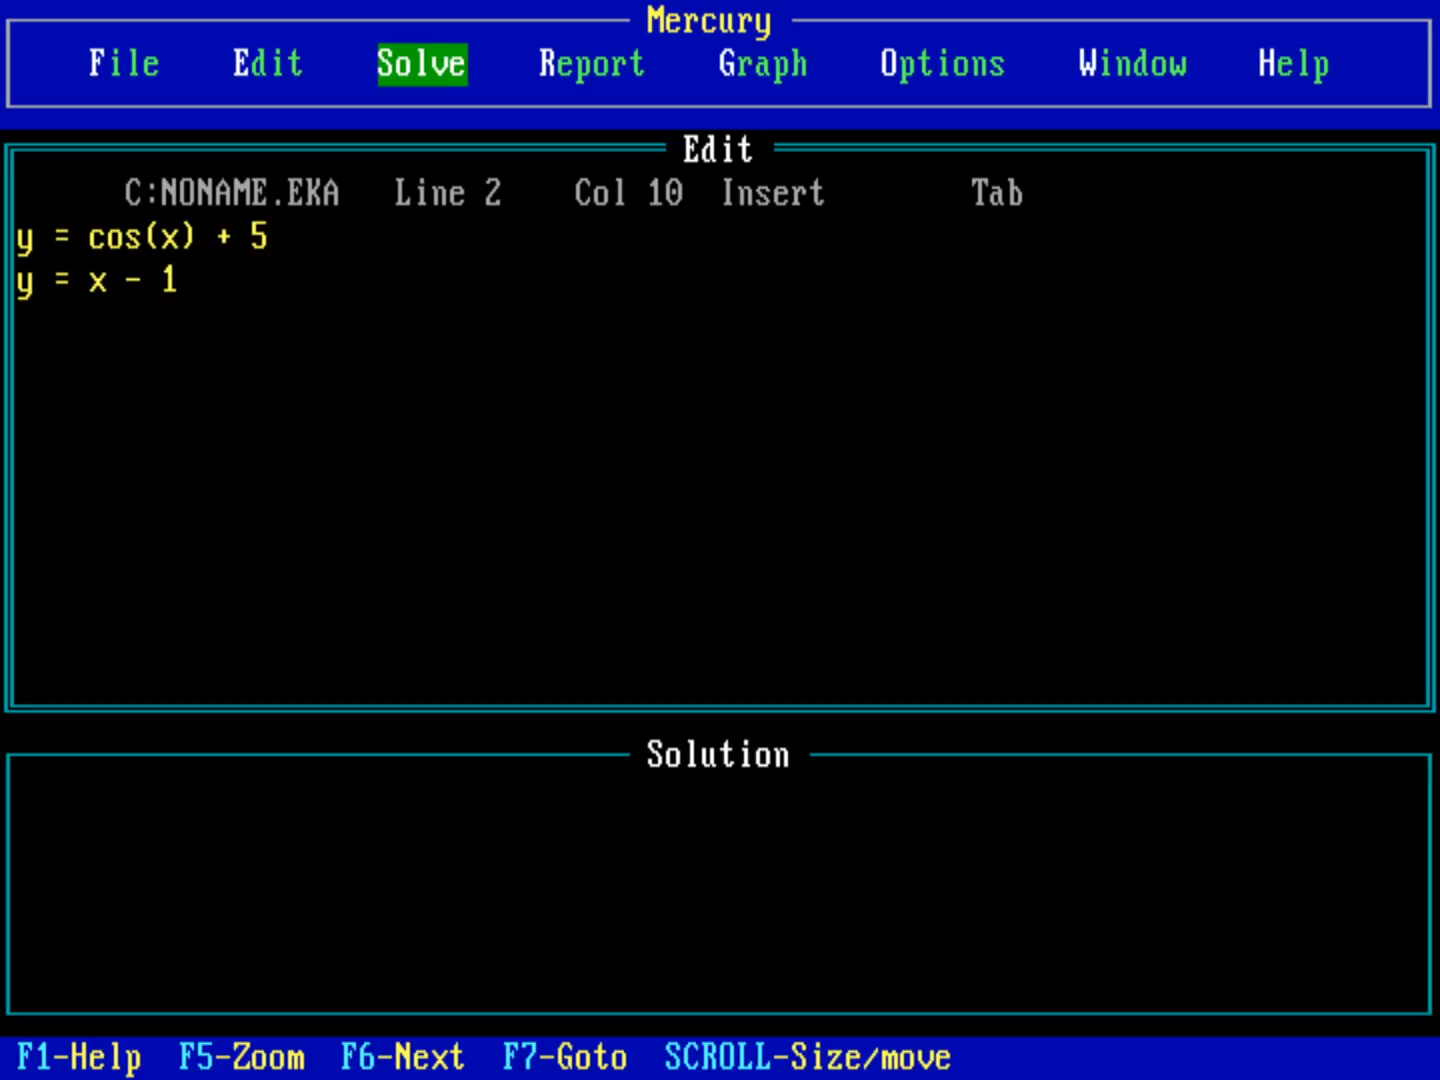 Mercury
File Edit Solve Report Graph Options Window Help
Edit
C:NONAME.EKA Line 2 Col 10 Insert Tab
y = cos(x) + 5
y = x - 1
Solution
F1-Help F5-Zoom F6-Next F7-Goto SCROLL-Size/move